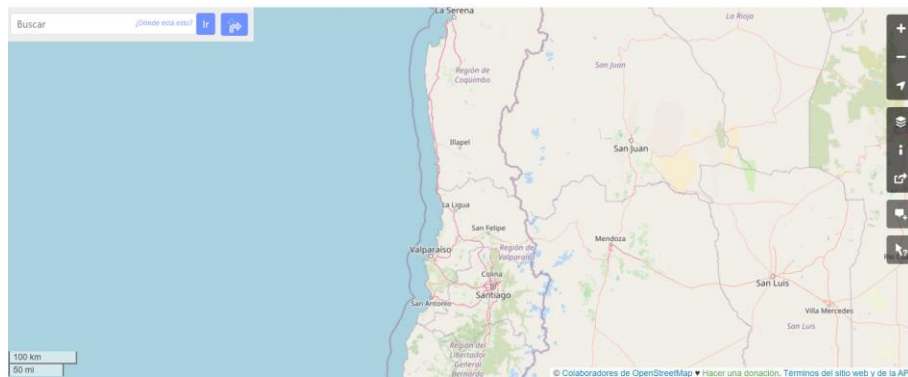 La Serena
Buscar
¿Dónde está esto?
Ir
La Rioja
Región de
Coquimbo
San Juan
Illapel
San Juan
La Ligua
San Felipe
Valparaíso
Región de
Valparaíso
Mendoza
Colina
Santiago
San Luis
San Antonio
Villa Mercedes
San Luis
Región del
Libertador
General
Bernardo
100 km
50 mi
© Colaboradores de OpenStreetMap ♥ Hacer una donación. Términos del sitio web y de la AP